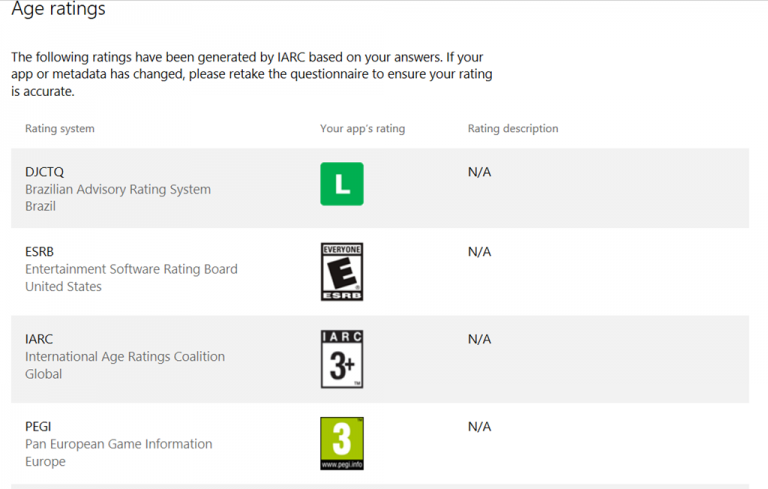 Age ratings
The following ratings have been generated by IARC based on your answers. If your
app or metadata has changed, please retake the questionnaire to ensure your rating
is accurate.
Rating system Your app's rating Rating description
DJCTQ
Brazilian Advisory Rating System
Brazil
L
N/A
ESRB
Entertainment Software Rating Board
United States
EVERYONE
E
ESRB
N/A
IARC
International Age Ratings Coalition
Global
IARC
3+
N/A
PEGI
Pan European Game Information
Europe
3
www.pegi.info
N/A